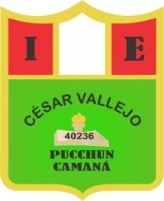 I E
CÉSAR VALLEJO
40236
PUCCHUN
CAMANÁ